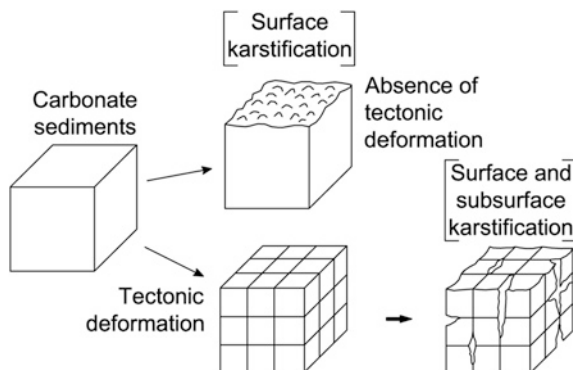 Surface
karstification
Carbonate
sediments
Absence of
tectonic
deformation
Surface and
subsurface
karstification
Tectonic
deformation